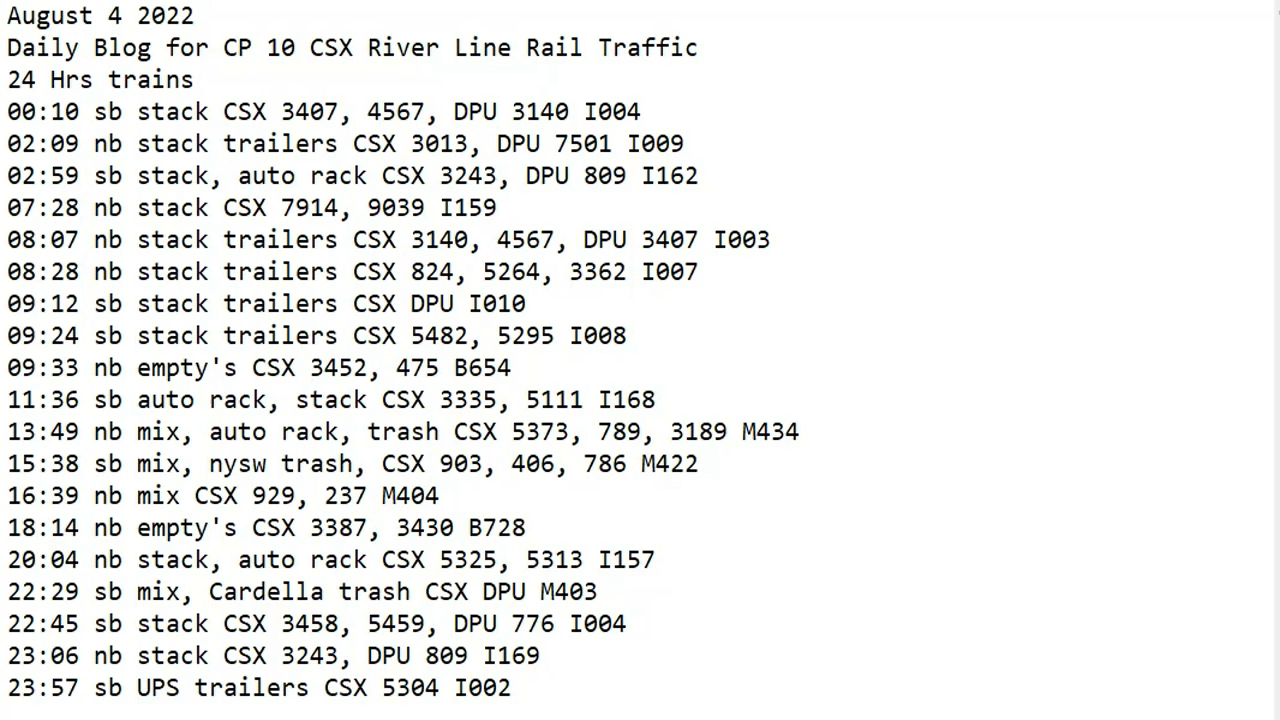 August 4 2022
Daily Blog for CP 10 CSX River Line Rail Traffic
24 Hrs trains
00:10 sb stack CSX 3407, 4567, DPU 3140 I004
02:09 nb stack trailers CSX 3013, DPU 7501 I009
02:59 sb stack, auto rack CSX 3243, DPU 809 I162
07:28 nb stack CSX 7914, 9039 I159
08:07 nb stack trailers CSX 3140, 4567, DPU 3407 I003
08:28 nb stack trailers CSX 824, 5264, 3362 I007
09:12 sb stack trailers CSX DPU I010
09:24 sb stack trailers CSX 5482, 5295 I008
09:33 nb empty's CSX 3452, 475 B654
11:36 sb auto rack, stack CSX 3335, 5111 I168
13:49 nb mix, auto rack, trash CSX 5373, 789, 3189 M434
15:38 sb mix, nysw trash, CSX 903, 406, 786 M422
16:39 nb mix CSX 929, 237 M404
18:14 nb empty's CSX 3387, 3430 B728
20:04 nb stack, auto rack CSX 5325, 5313 I157
22:29 sb mix, Cardella trash CSX DPU M403
22:45 sb stack CSX 3458, 5459, DPU 776 I004
23:06 nb stack CSX 3243, DPU 809 I169
23:57 sb UPS trailers CSX 5304 I002